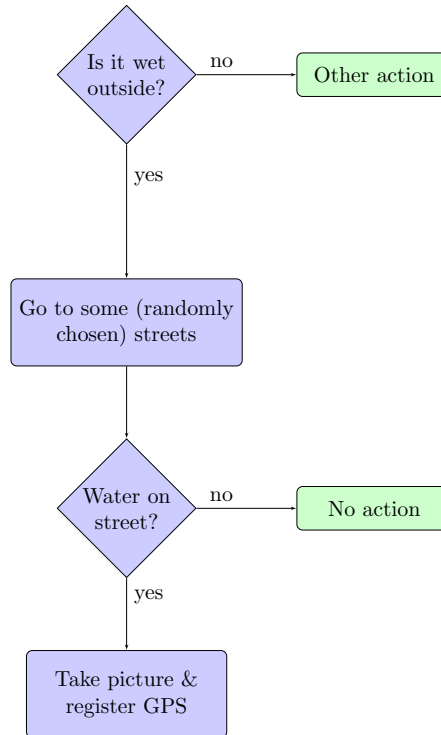 Is it wet
outside?
no
Other action
yes
Go to some (randomly
chosen) streets
Water on
street?
no
No action
yes
Take picture &
register GPS